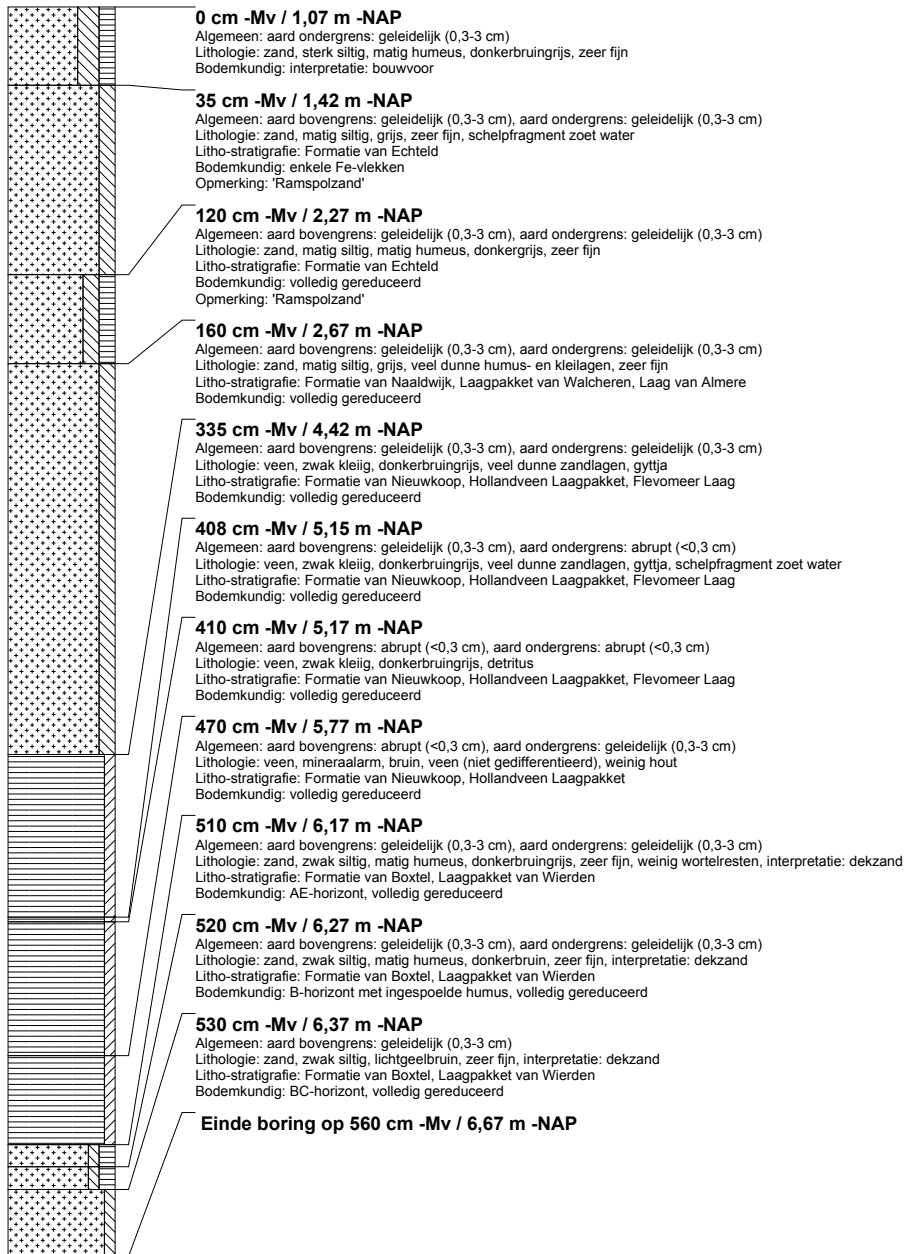 0 cm -Mv / 1,07 m -NAP
Algemeen: aard ondergrens: geleidelijk (0,3-3 cm)
Lithologie: zand, sterk siltig, matig humeus, donkerbruingrijs, zeer fijn
Bodemkundig: interpretatie: bouwvoor
35 cm -Mv / 1,42 m -NAP
Algemeen: aard bovengrens: geleidelijk (0,3-3 cm), aard ondergrens: geleidelijk (0,3-3 cm)
Lithologie: zand, matig siltig, grijs, zeer fijn, schelpfragment zoet water
Litho-stratigrafie: Formatie van Echteld
Bodemkundig: enkele Fe-vlekken
Opmerking: 'Ramspolzand'
120 cm -Mv / 2,27 m -NAP
Algemeen: aard bovengrens: geleidelijk (0,3-3 cm), aard ondergrens: geleidelijk (0,3-3 cm)
Lithologie: zand, matig siltig, matig humeus, donkergrijs, zeer fijn
Litho-stratigrafie: Formatie van Echteld
Bodemkundig: volledig gereduceerd
Opmerking: 'Ramspolzand'
160 cm -Mv / 2,67 m -NAP
Algemeen: aard bovengrens: geleidelijk (0,3-3 cm), aard ondergrens: geleidelijk (0,3-3 cm)
Lithologie: zand, matig siltig, grijs, veel dunne humus- en kleilagen, zeer fijn
Litho-stratigrafie: Formatie van Naaldwijk, Laagpakket van Walcheren, Laag van Almere
Bodemkundig: volledig gereduceerd
335 cm -Mv / 4,42 m -NAP
Algemeen: aard bovengrens: geleidelijk (0,3-3 cm), aard ondergrens: geleidelijk (0,3-3 cm)
Lithologie: veen, zwak kleiig, donkerbruingrijs, veel dunne zandlagen, gyttja
Litho-stratigrafie: Formatie van Nieuwkoop, Hollandveen Laagpakket, Flevomeer Laag
Bodemkundig: volledig gereduceerd
408 cm -Mv / 5,15 m -NAP
Algemeen: aard bovengrens: geleidelijk (0,3-3 cm), aard ondergrens: abrupt (<0,3 cm)
Lithologie: veen, zwak kleiig, donkerbruingrijs, veel dunne zandlagen, gyttja, schelpfragment zoet water
Litho-stratigrafie: Formatie van Nieuwkoop, Hollandveen Laagpakket, Flevomeer Laag
Bodemkundig: volledig gereduceerd
410 cm -Mv / 5,17 m -NAP
Algemeen: aard bovengrens: abrupt (<0,3 cm), aard ondergrens: abrupt (<0,3 cm)
Lithologie: veen, zwak kleiig, donkerbruingrijs, detritus
Litho-stratigrafie: Formatie van Nieuwkoop, Hollandveen Laagpakket, Flevomeer Laag
Bodemkundig: volledig gereduceerd
470 cm -Mv / 5,77 m -NAP
Algemeen: aard bovengrens: abrupt (<0,3 cm), aard ondergrens: geleidelijk (0,3-3 cm)
Lithologie: veen, mineraalarm, bruin, veen (niet gedifferentieerd), weinig hout
Litho-stratigrafie: Formatie van Nieuwkoop, Hollandveen Laagpakket
Bodemkundig: volledig gereduceerd
510 cm -Mv / 6,17 m -NAP
Algemeen: aard bovengrens: geleidelijk (0,3-3 cm), aard ondergrens: geleidelijk (0,3-3 cm)
Lithologie: zand, zwak siltig, matig humeus, donkerbruingrijs, zeer fijn, weinig wortelresten, interpretatie: dekzand
Litho-stratigrafie: Formatie van Boxtel, Laagpakket van Wierden
Bodemkundig: AE-horizont, volledig gereduceerd
520 cm -Mv / 6,27 m -NAP
Algemeen: aard bovengrens: geleidelijk (0,3-3 cm), aard ondergrens: geleidelijk (0,3-3 cm)
Lithologie: zand, zwak siltig, matig humeus, donkerbruin, zeer fijn, interpretatie: dekzand
Litho-stratigrafie: Formatie van Boxtel, Laagpakket van Wierden
Bodemkundig: B-horizont met ingespoelde humus, volledig gereduceerd
530 cm -Mv / 6,37 m -NAP
Algemeen: aard bovengrens: geleidelijk (0,3-3 cm)
Lithologie: zand, zwak siltig, lichtgeelbruin, zeer fijn, interpretatie: dekzand
Litho-stratigrafie: Formatie van Boxtel, Laagpakket van Wierden
Bodemkundig: BC-horizont, volledig gereduceerd
Einde boring op 560 cm -Mv / 6,67 m -NAP